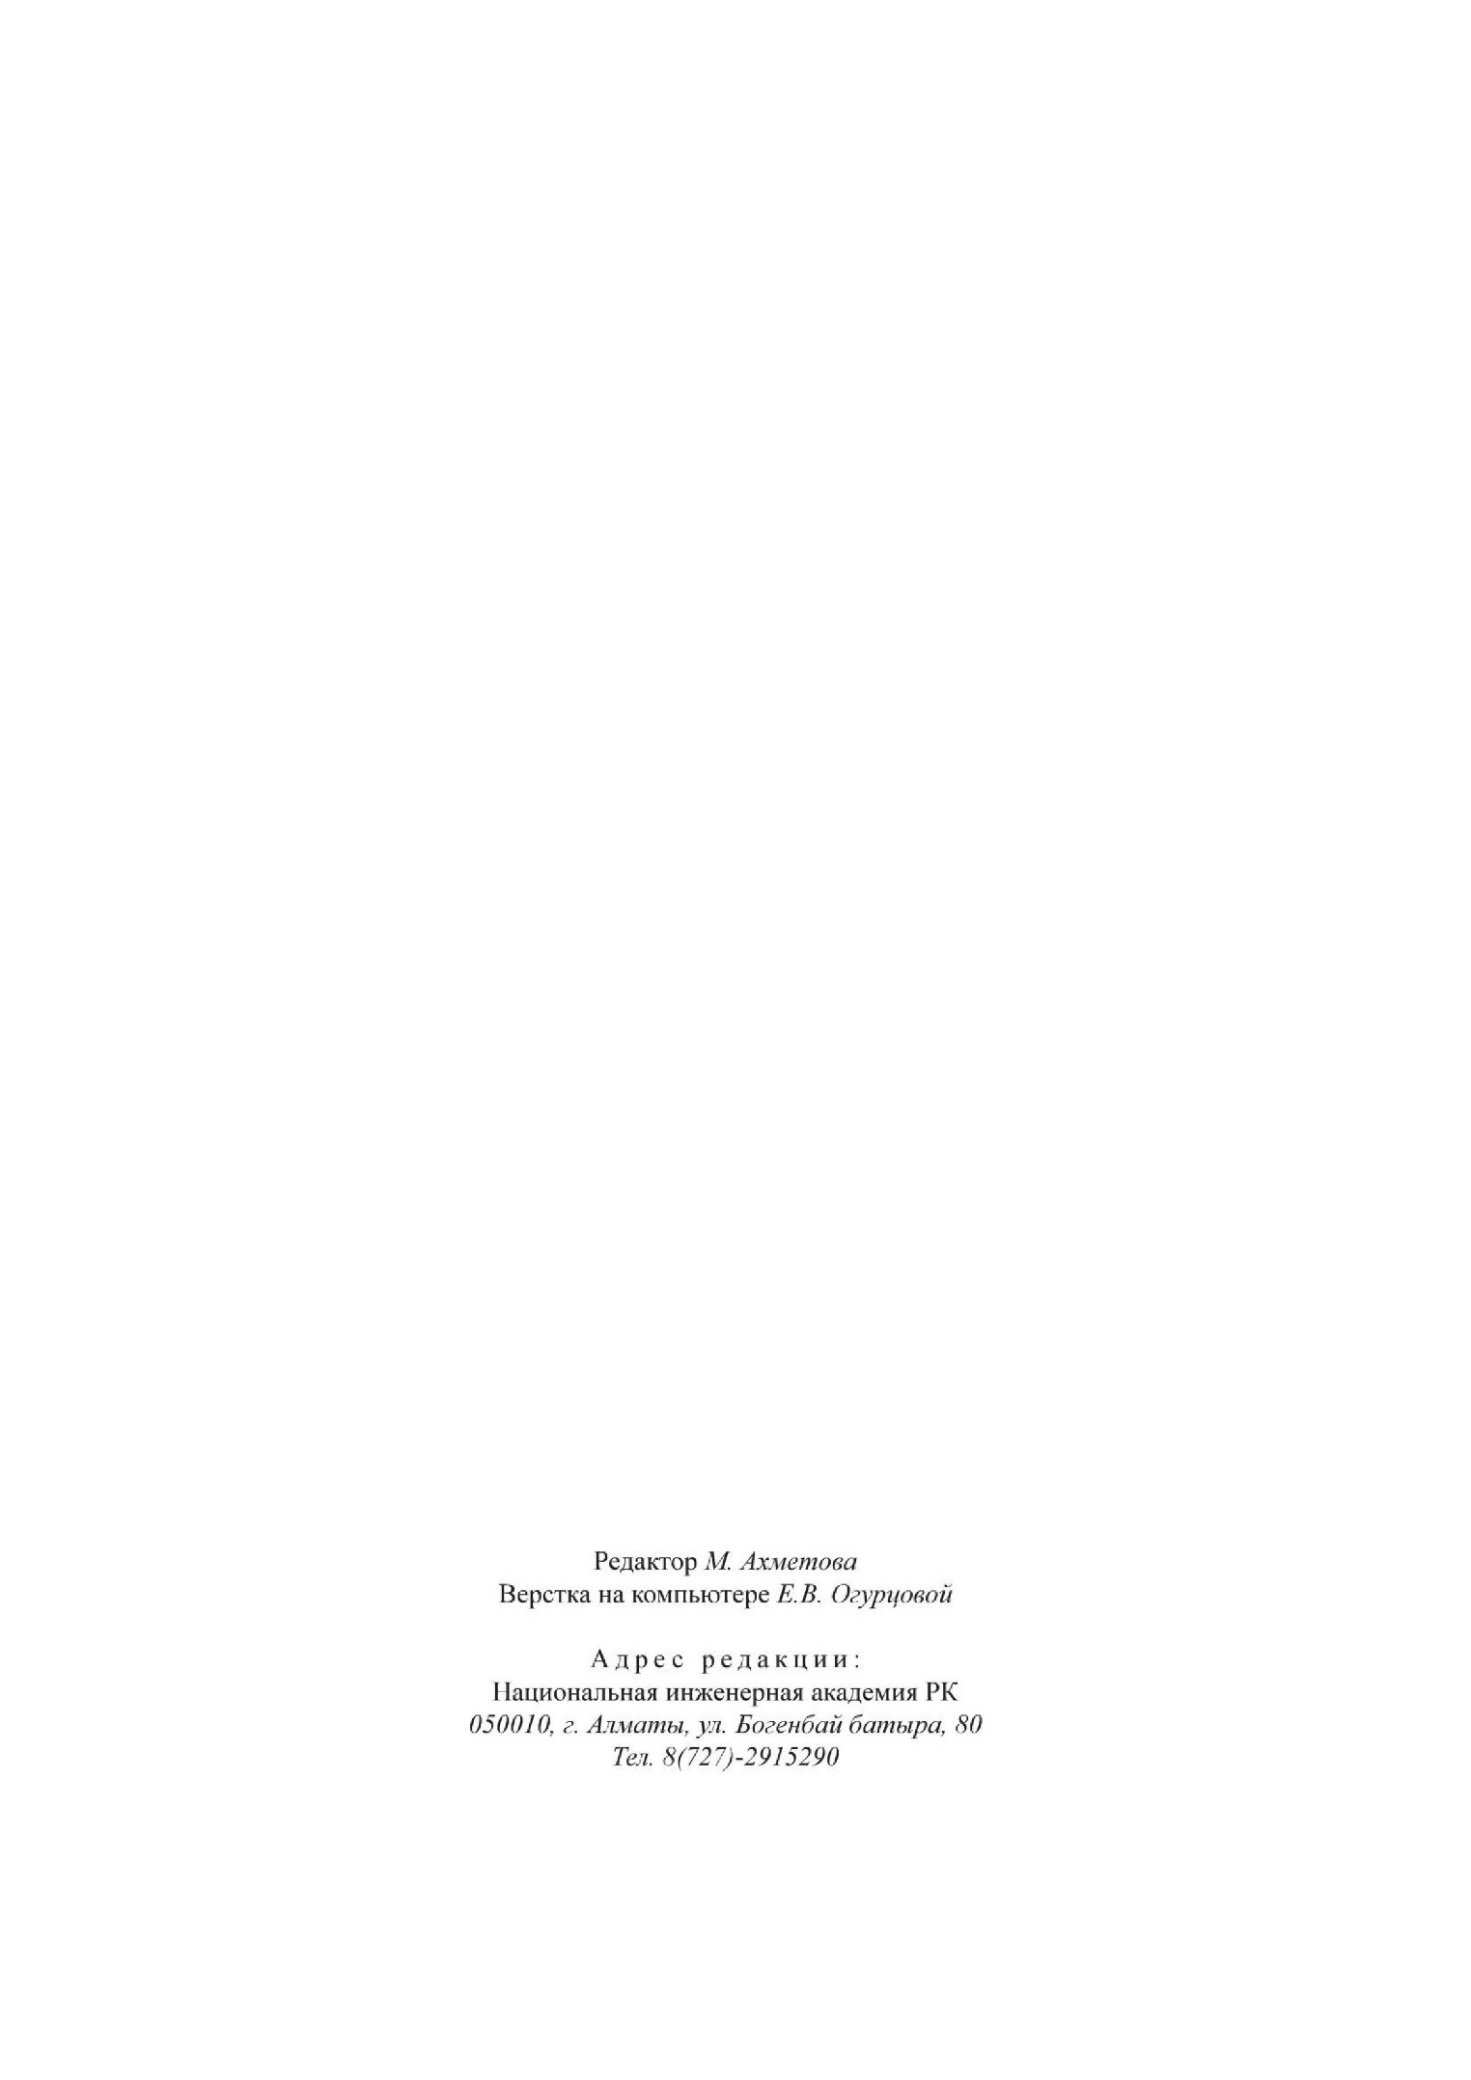 Редактор М. Ахметова
Верстка на компьютере Е.В. Огурцовой
Адрес редакции:
Национальная инженерная академия РК
050010, г. Алматы, ул. Богенбай батыра, 80
Тел. 8(727)-2915290